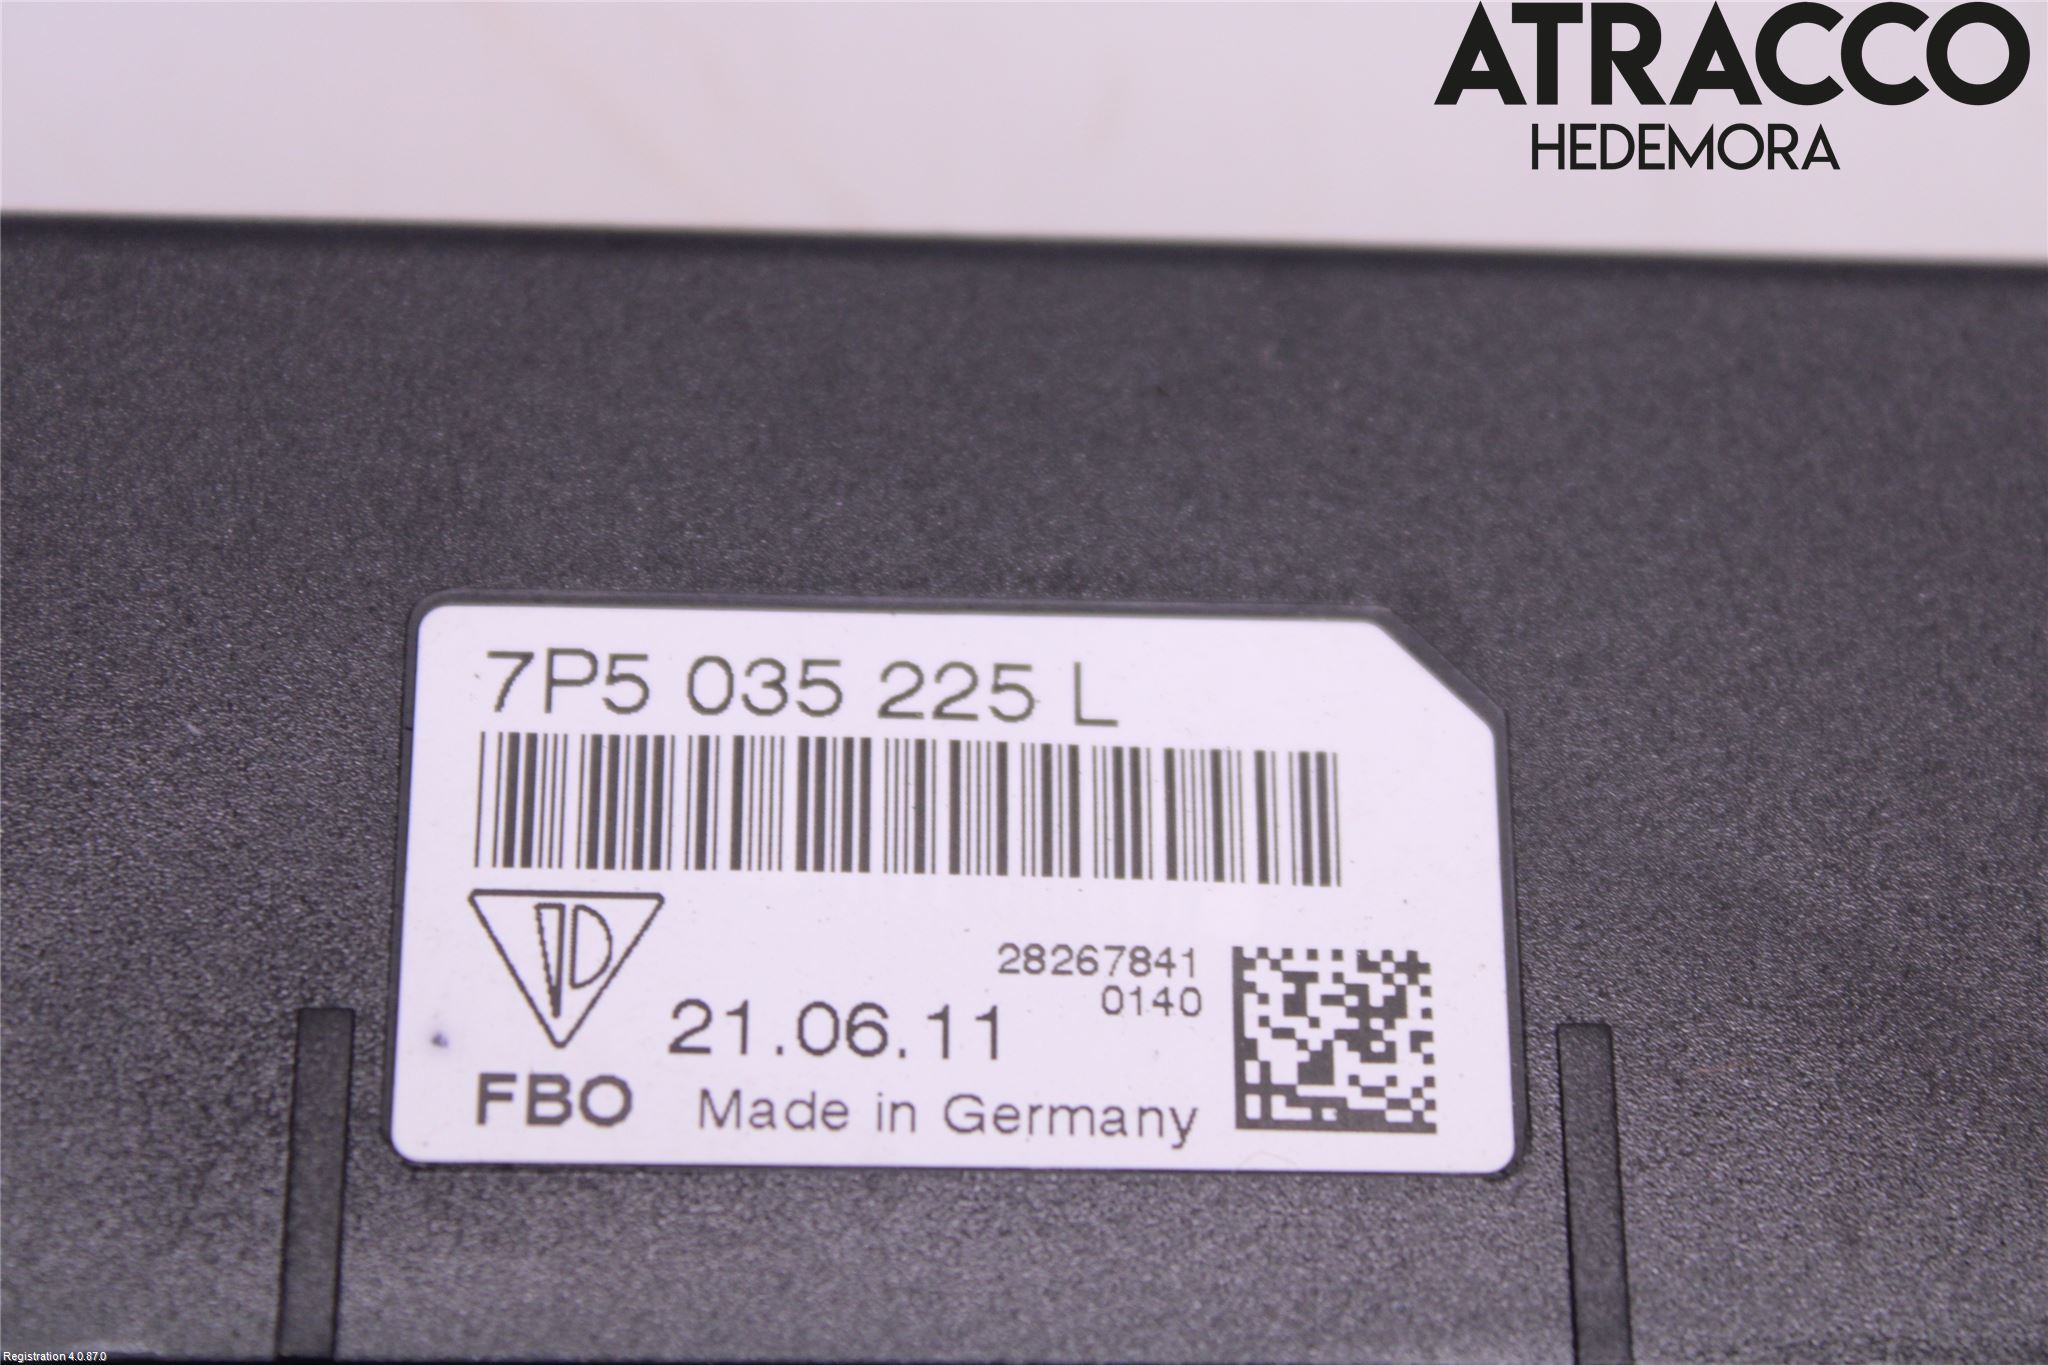 ATRACCO
HEDEMORA
7P5 035 225 L
28267841
0140
21.06.11
FBO
Made in Germany
Registration 4.0.87.0